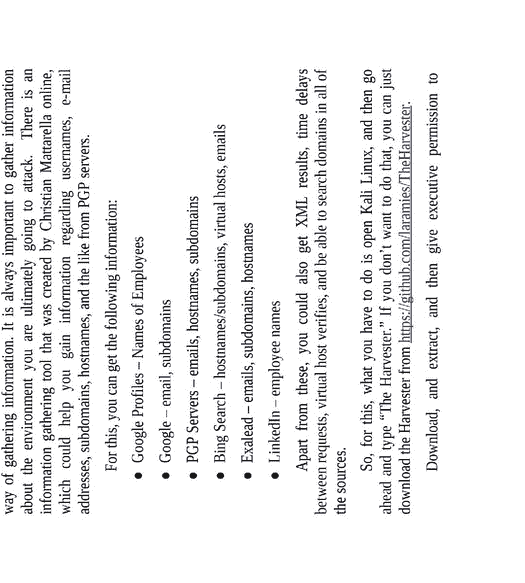 way of gathering information. It is always important to gather information
about the environment you are ultimately going to attack. There is an
information gathering tool that was created by Christian Mattarella online,
which could help you gain information regarding usernames, e-mail
addresses, subdomains, hostnames, and the like from PGP servers.
For this, you can get the following information:
● Google Profiles – Names of Employees
● Google – email, subdomains
● PGP Servers – emails, hostnames, subdomains
● Bing Search – hostnames/subdomains, virtual hosts, emails
● Exalead – emails, subdomains, hostnames
● LinkedIn – employee names
Apart from these, you could also get XML results, time delays
between requests, virtual host verifies, and be able to search domains in all of
the sources.
So, for this, what you have to do is open Kali Linux, and then go
ahead and type “The Harvester.” If you don’t want to do that, you can just
download the Harvester from https://github.com/laramies/TheHarvester.
Download, and extract, and then give executive permission to